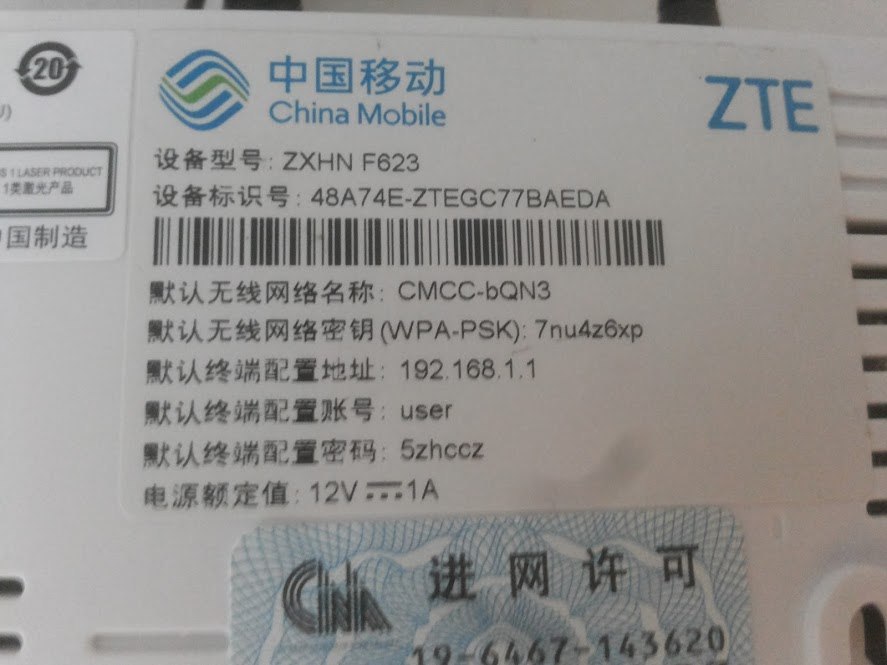 20
中国移动
China Mobile
ZTE
1 LASER PRODUCT
1类激光产品
国制造
设备型号: ZXHN F623
设备标识号: 48A74E-ZTEGC77BAEDA
默认无线网络名称: CMCC-bQN3
默认无线网络密钥(WPA-PSK): 7nu4z6xp
默认终端配置地址: 192.168.1.1
默认终端配置账号: user
默认终端配置密码: 5zhccz
电源额定值: 12V 1A
CNA
进网许可
19-6467-143620